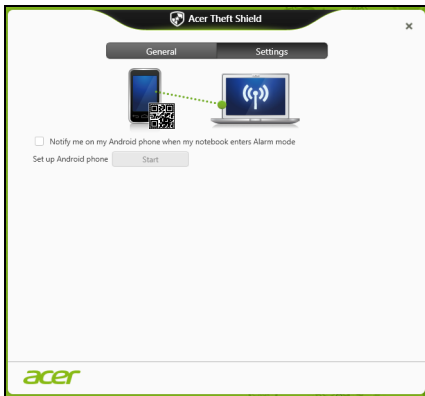 Acer Theft Shield
General Settings
Notify me on my Android phone when my notebook enters Alarm mode
Set up Android phone Start
acer